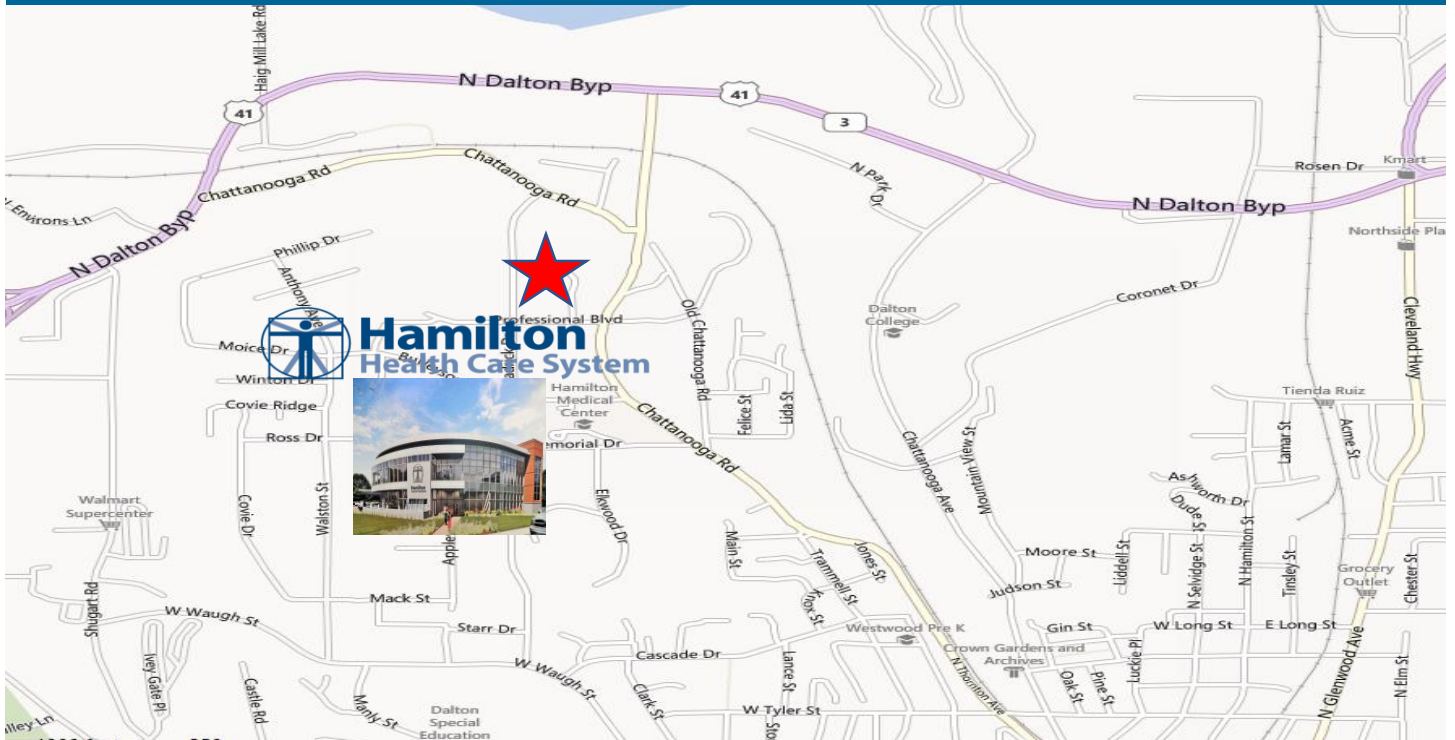 Haig Mill Lake Rd
N Dalton Byp
41
41
3
Chattanooga Rd
Chattanooga Rd
N Park Dr
Rosen Dr
Kmart
N Dalton Byp
N Dalton Byp
Environs Ln
Northside Pla
Phillip Dr
Anthony Ave
Old Chattanooga Rd
Coronet Dr
Cleveland Hwy
Dalton
College
Professional Blvd
Hamilton
Health Care System
Moice Dr
Winton Dr
Covie Ridge
Ross Dr
Hamilton
Medical
Center
emorial Dr
Felice St
Lida St
Chattanooga Rd
Tienda Ruiz
Acme St
Lamar St
Chattanooga Ave
Mountain View St
Ashworth Dr
Dude St
Walmart
Supercenter
Covie Dr
Walston St
Hamilton
Elkwood Dr
Main St
Trammell St
Jones St
Knox St
Moore St
Judson St
Liddell St
N Selvidge St
N Hamilton St
Tinsley St
Grocery
Outlet
Chester St
Shugart Rd
Mack St
W Waugh St
Starr Dr
Westwood Pre K
Gin St
W Long St
E Long St
Crown Gardens and
Archives
Luckie Pl
Cascade Dr
W Waugh St
Ivey Gate Pl
Castle Rd
Manly St
Clark St
Lance St
N Thornton Ave
Oak St
Pine St
N Glenwood Ave
N Elm St
W Tyler St
Dalton
Special
Education
lley Ln